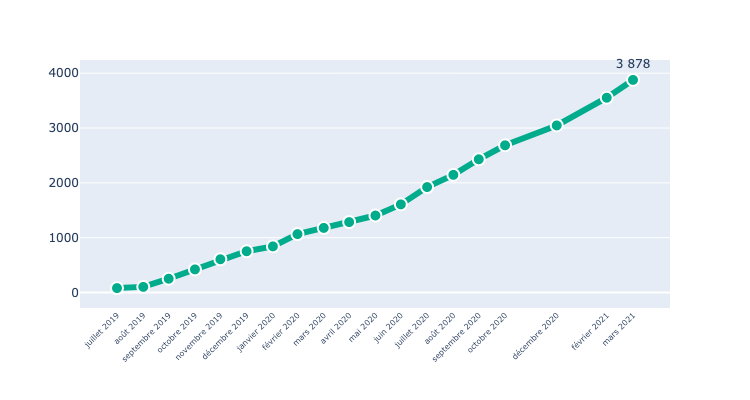 3 878
4000
3000
2000
1000
0
juillet 2019
août 2019
septembre 2019
octobre 2019
novembre 2019
décembre 2019
janvier 2020
février 2020
mars 2020
avril 2020
mai 2020
juin 2020
juillet 2020
août 2020
septembre 2020
octobre 2020
décembre 2020
février 2021
mars 2021